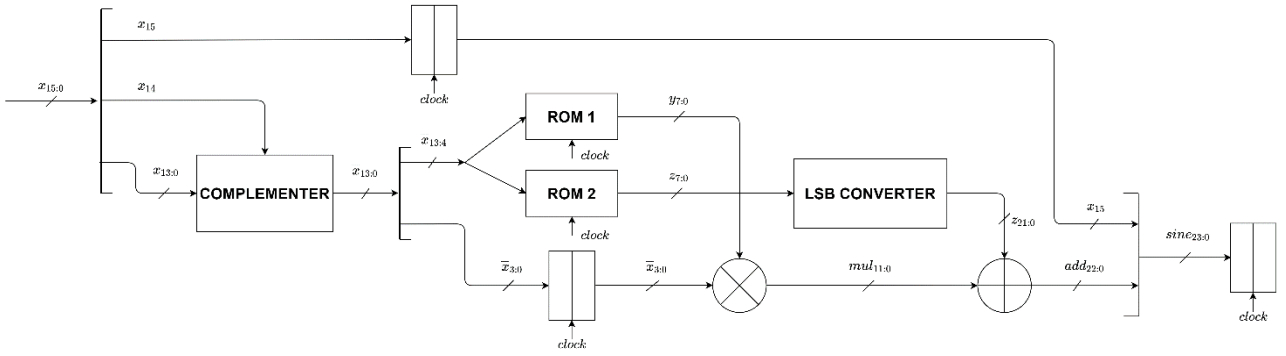 x₁₅
x₁₅:₀
x₁₄
clock
x₁₃:₀
COMPLEMENTER
x₁₃:₀
x₁₃:₄
ROM 1
clock
y₇:₀
ROM 2
clock
z₇:₀
LSB CONVERTER
z₂₁:₀
x̅₃:₀
clock
x̅₃:₀
mul₁₁:₀
add₂₂:₀
x₁₅
sine₂₃:₀
clock